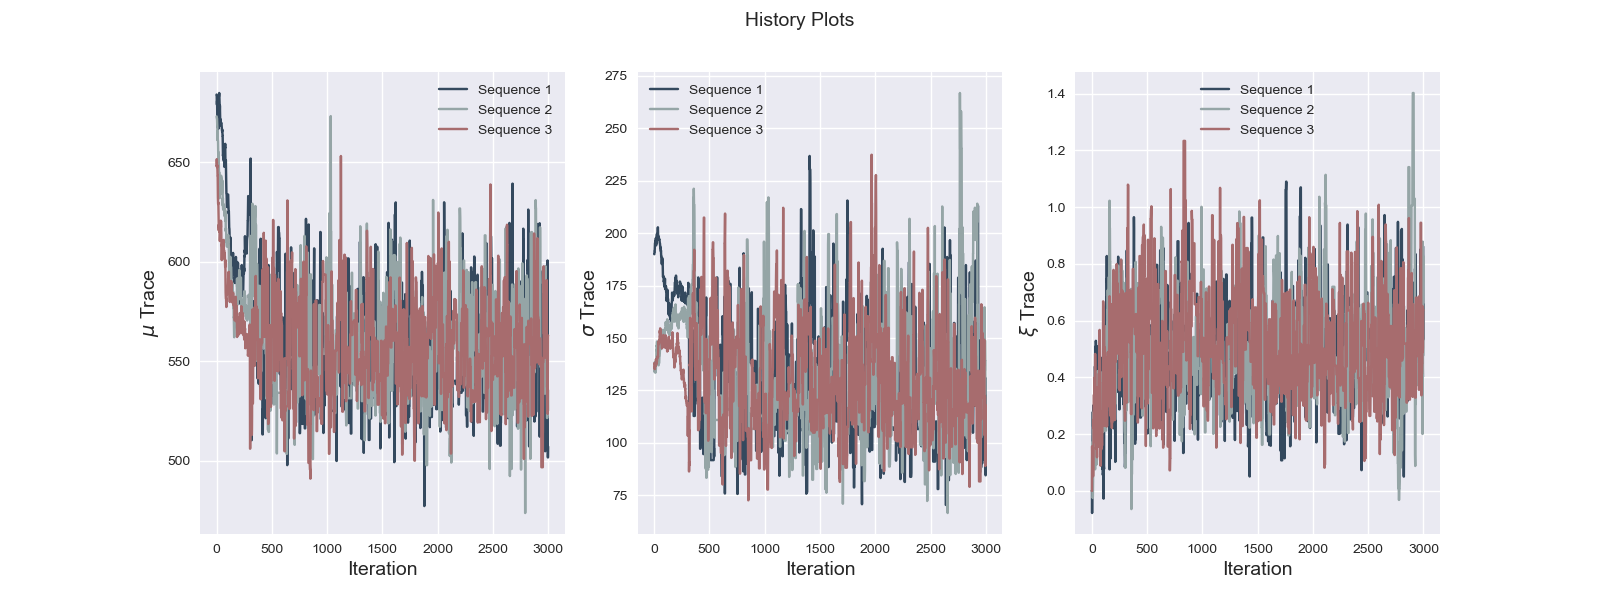 History Plots
μ Trace
650
600
550
500
Sequence 1
Sequence 2
Sequence 3
0 500 1000 1500 2000 2500 3000
Iteration
σ Trace
275
250
225
200
175
150
125
100
75
Sequence 1
Sequence 2
Sequence 3
0 500 1000 1500 2000 2500 3000
Iteration
ξ Trace
1.4
1.2
1.0
0.8
0.6
0.4
0.2
0.0
Sequence 1
Sequence 2
Sequence 3
0 500 1000 1500 2000 2500 3000
Iteration